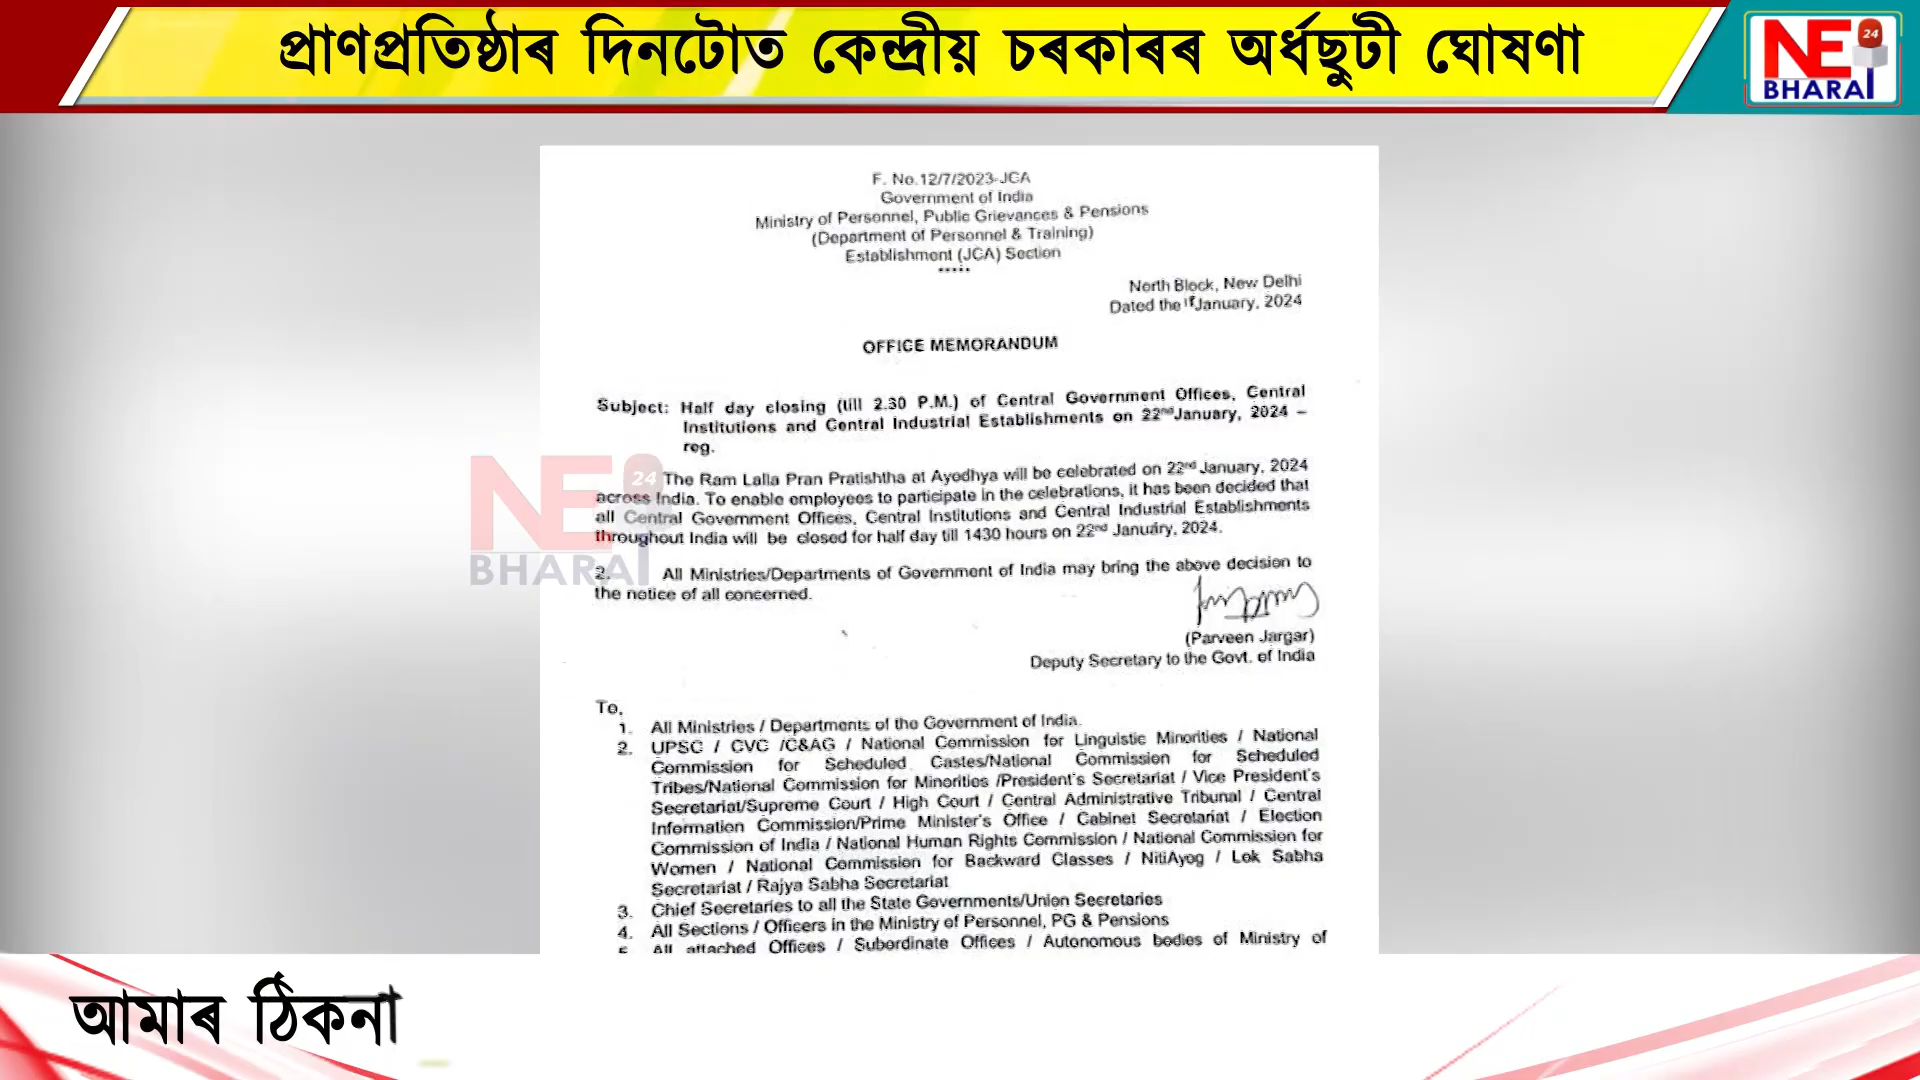 প্ৰাণপ্ৰতিষ্ঠাৰ দিনটোত কেন্দ্ৰীয় চৰকাৰৰ অৰ্ধছুটী ঘোষণা
NE 24
BHARAT
F. No.12/7/2023-JCA
Government of India
Ministry of Personnel, Public Grievances & Pensions
(Department of Personnel & Training)
Establishment (JCA) Section
*****
North Block, New Delhi
Dated the January, 2024
OFFICE MEMORANDUM
Subject: Half day closing (till 2.30 P.M.) of Central Government Offices, Central
Institutions and Central Industrial Establishments on 22nd January, 2024 –
reg.
The Ram Lalla Pran Pratishtha at Ayodhya will be celebrated on 22nd January, 2024
across India. To enable employees to participate in the celebrations, it has been decided that
all Central Government Offices, Central Institutions and Central Industrial Establishments
throughout India will be closed for half day till 1430 hours on 22nd January, 2024.
2. All Ministries/Departments of Government of India may bring the above decision to
the notice of all concerned.
NE 24
BHARAT
(Parveen Jargar)
Deputy Secretary to the Govt. of India
To,
1. All Ministries / Departments of the Government of India.
2. UPSC / CVC /C&AG / National Commission for Linguistic Minorities / National
Commission for Scheduled Castes/National Commission for Scheduled
Tribes/National Commission for Minorities /President's Secretariat / Vice President's
Secretariat/Supreme Court / High Court / Central Administrative Tribunal / Central
Information Commission/Prime Minister's Office / Cabinet Secretariat / Election
Commission of India / National Human Rights Commission / National Commission for
Women / National Commission for Backward Classes / NitiAyog / Lok Sabha
Secretariat / Rajya Sabha Secretariat
3. Chief Secretaries to all the State Governments/Union Secretaries
4. All Sections / Officers in the Ministry of Personnel, PG & Pensions
5. All attached Offices / Subordinate Offices / Autonomous bodies of Ministry of
আমাৰ ঠিকনা